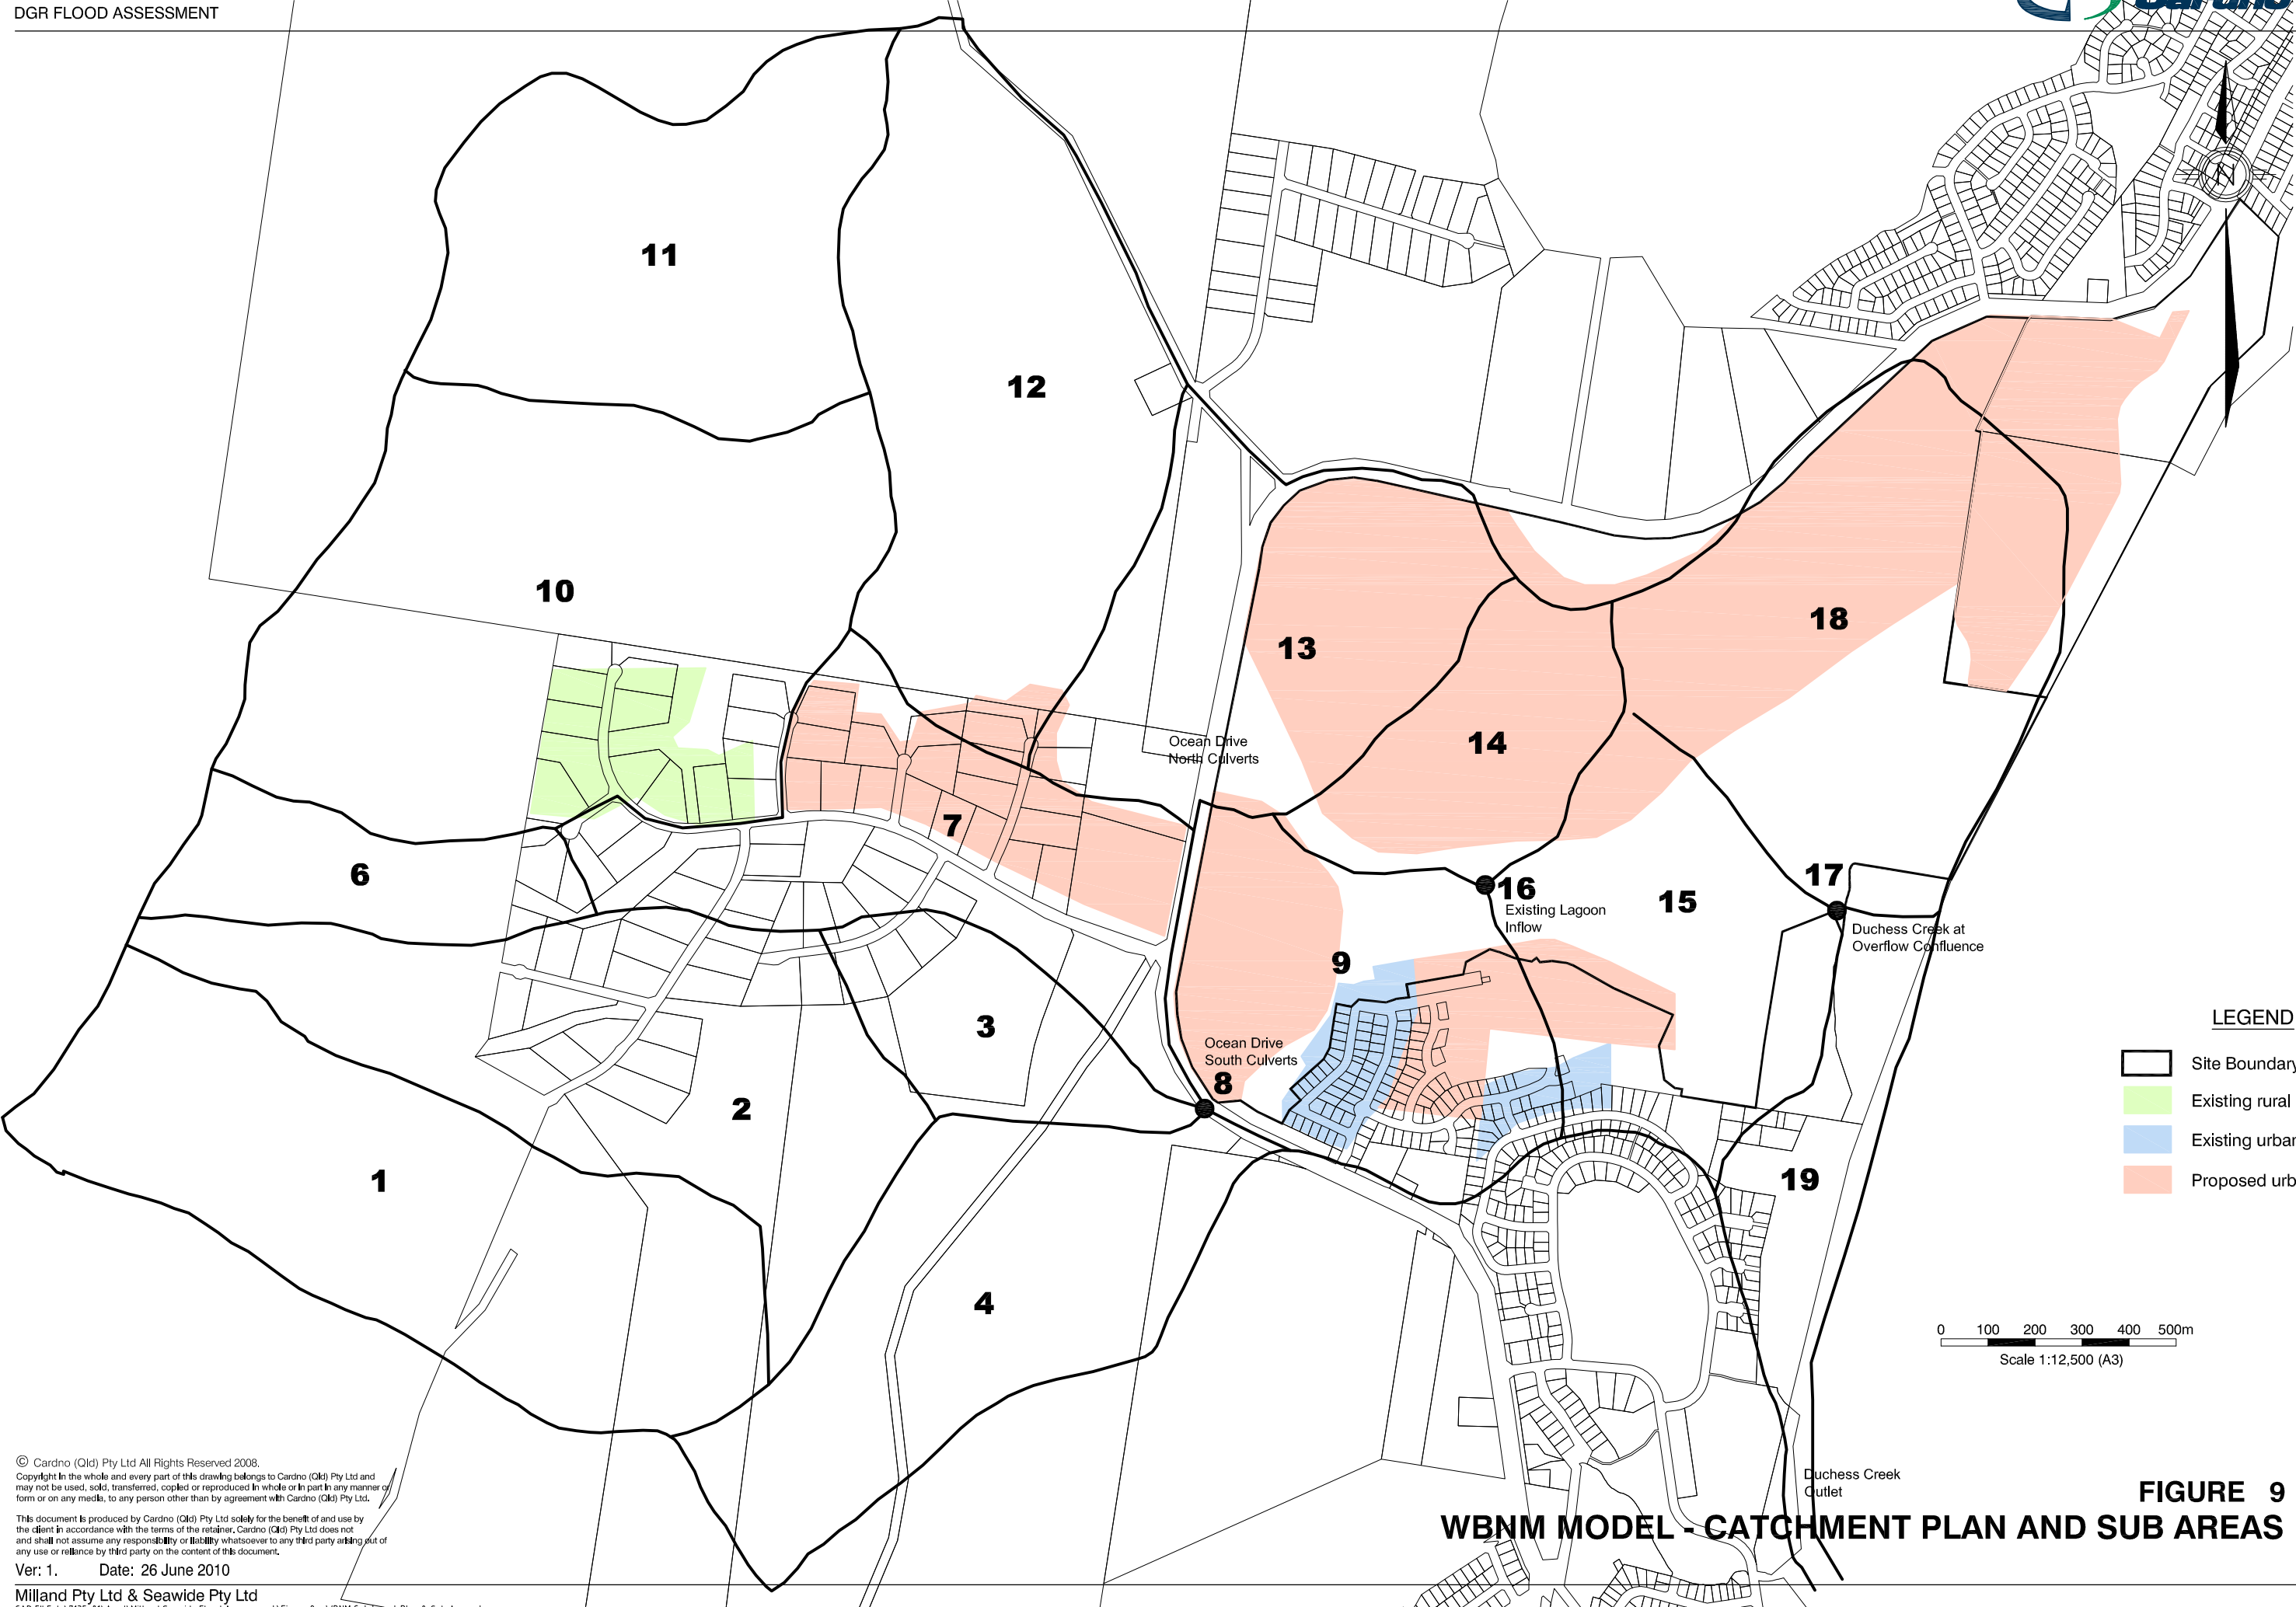 DGR FLOOD ASSESSMENT
11
12
10
13
18
14
Ocean Drive
North Culverts
7
6
17
16
15
Existing Lagoon
Inflow
Duchess Creek at
Overflow Confluence
9
3
Ocean Drive
South Culverts
8
2
1
19
4
N
LEGEND
Site Boundary
Existing rural
Existing urban
Proposed urb
0 100 200 300 400 500m
Scale 1:12,500 (A3)
Duchess Creek
Outlet
FIGURE 9
WBNM MODEL - CATCHMENT PLAN AND SUB AREAS
© Cardno (Qld) Pty Ltd All Rights Reserved 2008.
Copyright in the whole and every part of this drawing belongs to Cardno (Qld) Pty Ltd and
may not be used, sold, transferred, copied or reproduced in whole or in part in any manner or
form or on any media, to any person other than by agreement with Cardno (Qld) Pty Ltd.
This document is produced by Cardno (Qld) Pty Ltd solely for the benefit of and use by
the client in accordance with the terms of the retainer. Cardno (Qld) Pty Ltd does not
and shall not assume any responsibility or liability whatsoever to any third party arising out of
any use or reliance by third party on the content of this document.
Ver: 1. Date: 26 June 2010
Milland Pty Ltd & Seawide Pty Ltd